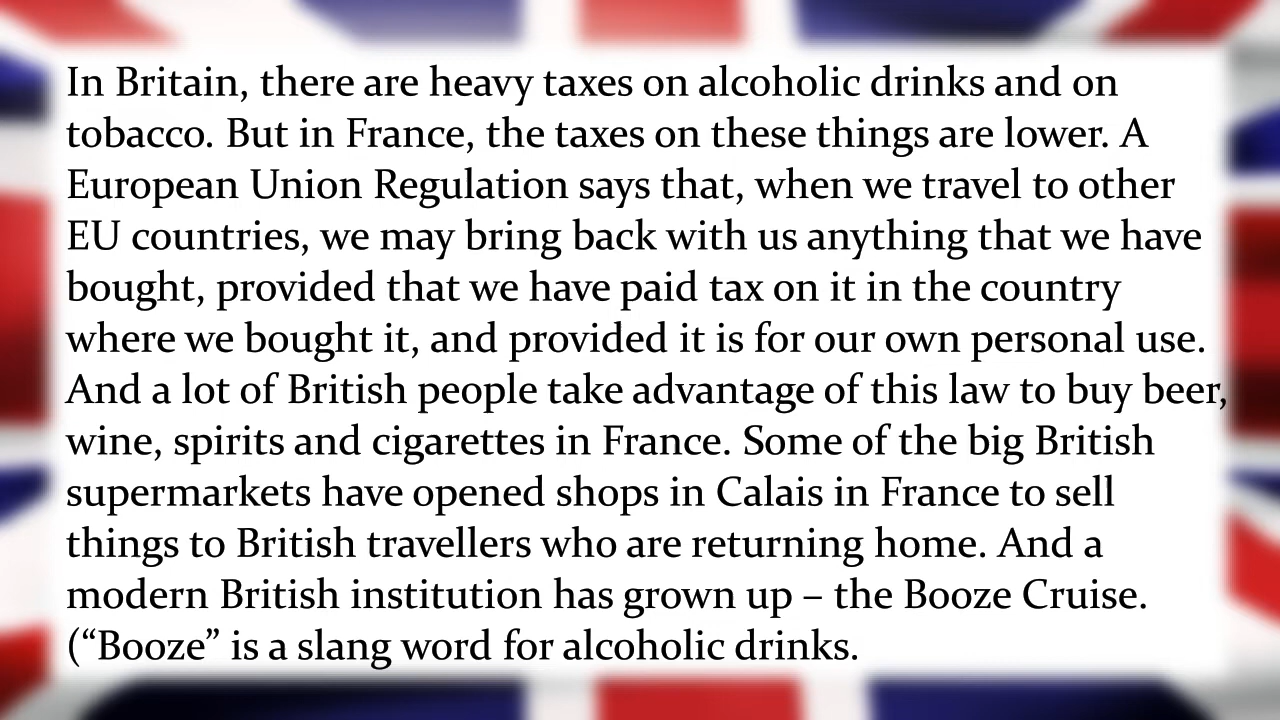 In Britain, there are heavy taxes on alcoholic drinks and on
tobacco. But in France, the taxes on these things are lower. A
European Union Regulation says that, when we travel to other
EU countries, we may bring back with us anything that we have
bought, provided that we have paid tax on it in the country
where we bought it, and provided it is for our own personal use.
And a lot of British people take advantage of this law to buy beer,
wine, spirits and cigarettes in France. Some of the big British
supermarkets have opened shops in Calais in France to sell
things to British travellers who are returning home. And a
modern British institution has grown up – the Booze Cruise.
(“Booze” is a slang word for alcoholic drinks.